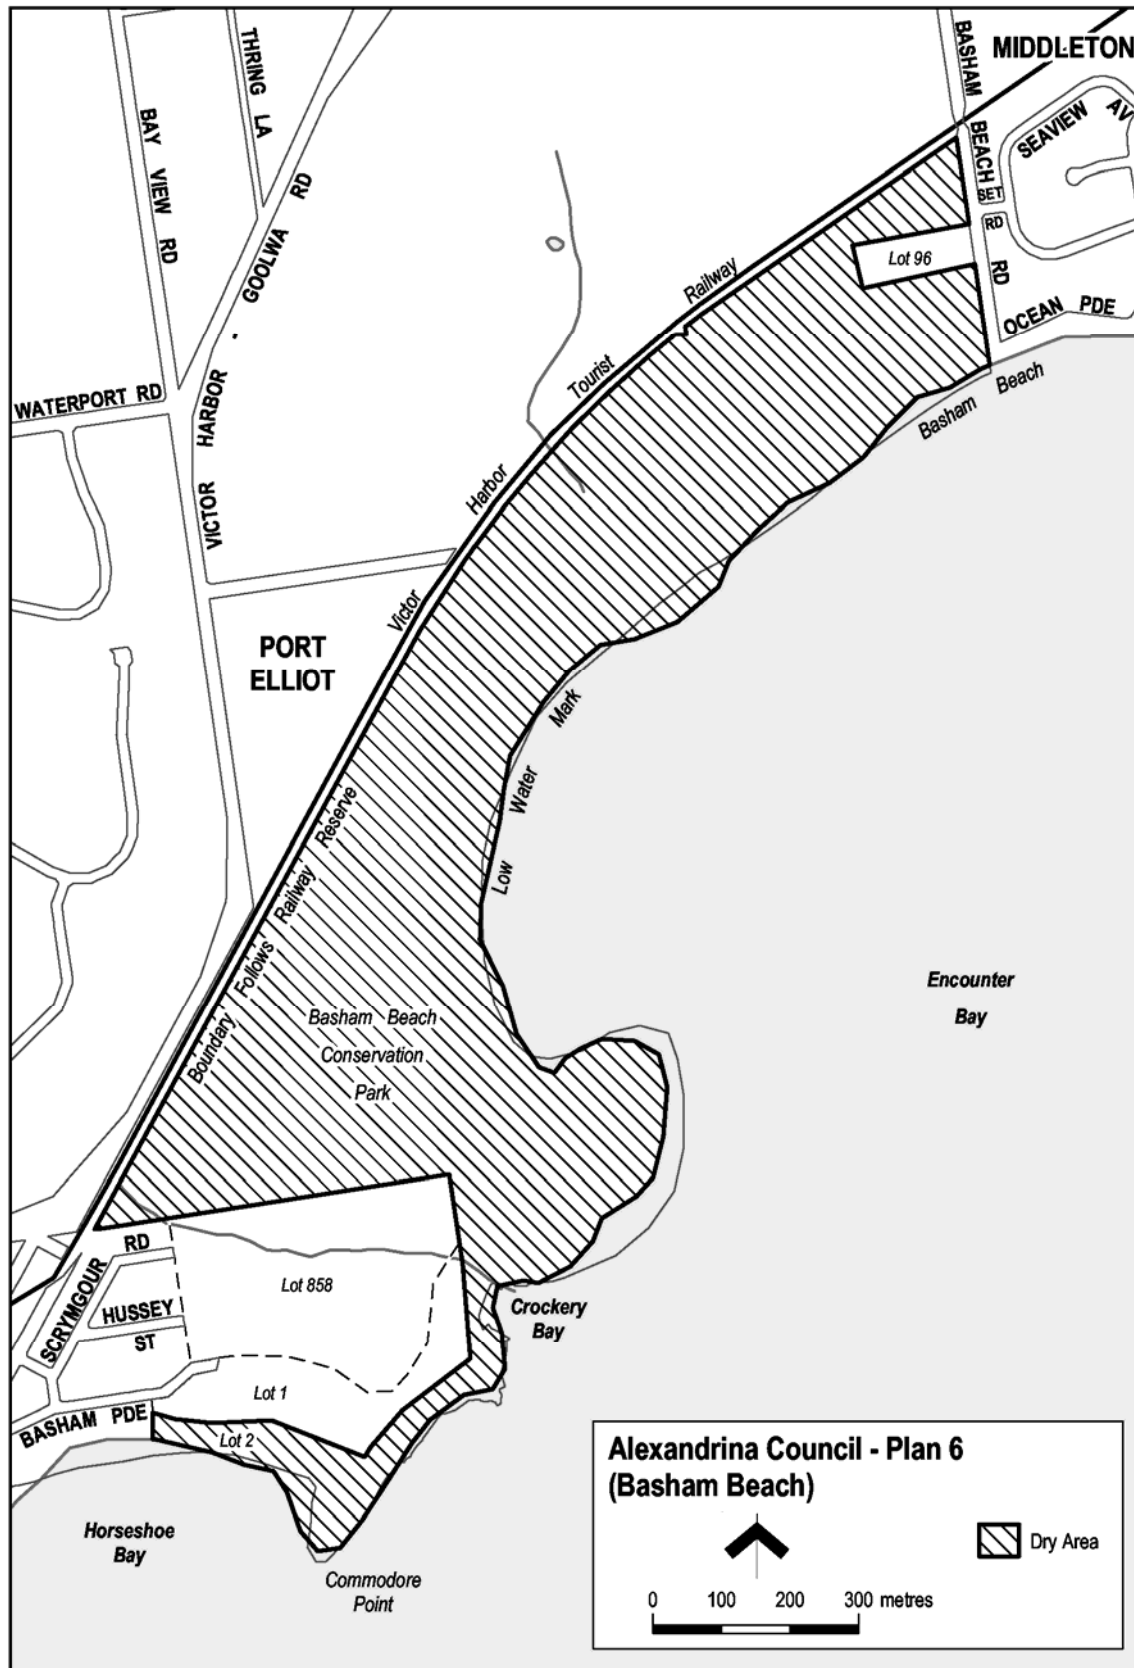 MIDDLETON
BASHAM
BEACH
RD
THRING LA
BAY VIEW RD
GOOLWA RD
HARBOR
VICTOR
SEAVIEW AV
SET
RD
Lot 96
OCEAN PDE
Basham Beach
Railway
Tourist
Harbor
Victor
WATERPORT RD
PORT
ELLIOT
Mark
Water
Low
Boundary Follows Railway Reserve
Encounter
Bay
Basham Beach
Conservation
Park
SCRYMGOUR
RD
HUSSEY
ST
Lot 858
Crockery
Bay
Lot 1
BASHAM PDE
Lot 2
Horseshoe
Bay
Commodore
Point
Alexandrina Council - Plan 6
(Basham Beach)
Dry Area
0 100 200 300 metres